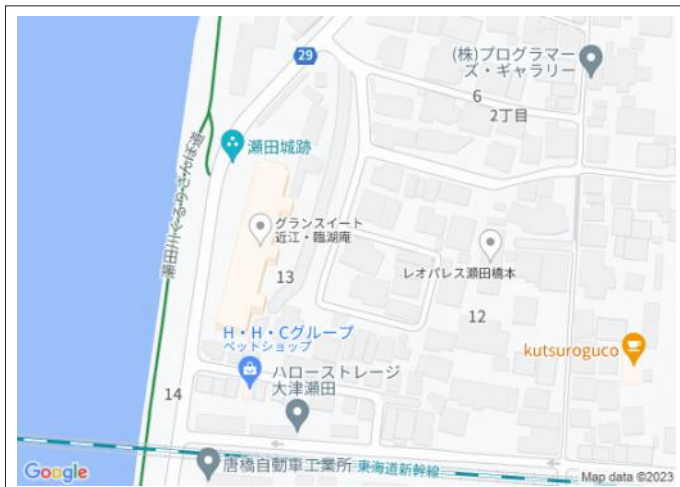 29
(株)プログラマー
ズ・ギャラリー
6
2丁目
瀬田城跡
グランスイート
近江・臨湖庵
レオパレス瀬田橋本
13
12
H・H・Cグループ
ペットショップ
kutsuroguco
ハローストレージ
大津瀬田
14
唐橋自動車工業所
東海道新幹線
Google
Map data ©2023